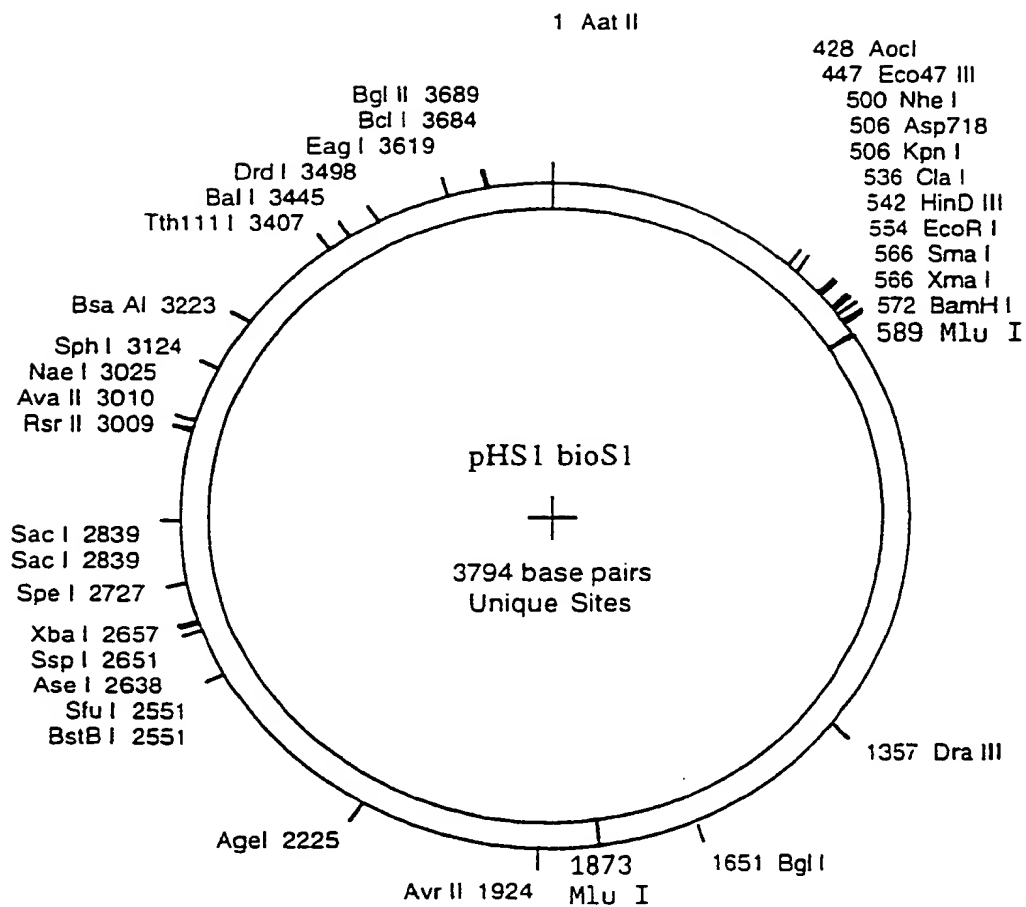 1 Aat II
428 AocI
447 Eco47 III
500 Nhe I
506 Asp718
506 Kpn I
536 Cla I
542 HinD III
554 EcoR I
566 Sma I
566 Xma I
572 BamH I
589 Mlu I
Bgl II 3689
Bcl I 3684
Eag I 3619
Drd I 3498
Bal I 3445
Tth111 I 3407
Bsa AI 3223
Sph I 3124
Nae I 3025
Ava II 3010
Rsr II 3009
pHS1 bioS1
3794 base pairs
Unique Sites
Sac I 2839
Sac I 2839
Spe I 2727
Xba I 2657
Ssp I 2651
Ase I 2638
Sfu I 2551
BstB I 2551
1357 Dra III
AgeI 2225
1651 Bgl I
Avr II 1924
1873
Mlu I